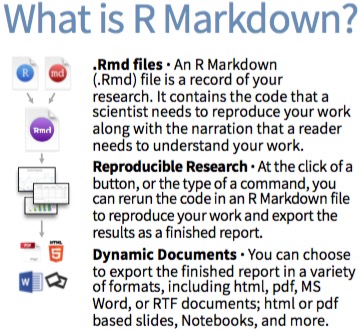 What is R Markdown?
.Rmd files · An R Markdown
(.Rmd) file is a record of your
research. It contains the code that a
scientist needs to reproduce your work
along with the narration that a reader
needs to understand your work.
Reproducible Research · At the click of a
button, or the type of a command, you
can rerun the code in an R Markdown file
to reproduce your work and export the
results as a finished report.
Dynamic Documents · You can choose
to export the finished report in a variety
of formats, including html, pdf, MS
Word, or RTF documents; html or pdf
based slides, Notebooks, and more.
R
md
Rmd
PDF
HTML
5
W